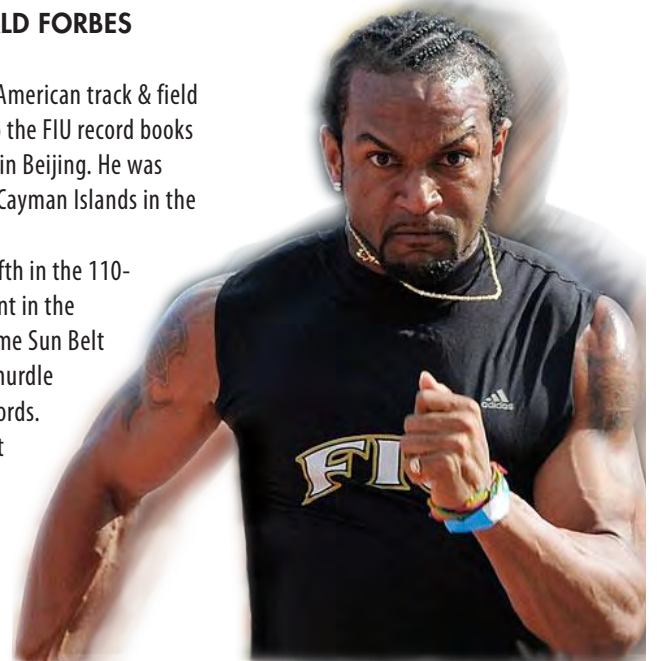 LD FORBES
American track & field
the FIU record books
in Beijing. He was
Cayman Islands in the
fth in the 110-
nt in the
me Sun Belt
hurdle
ords.
t
adidas
FI